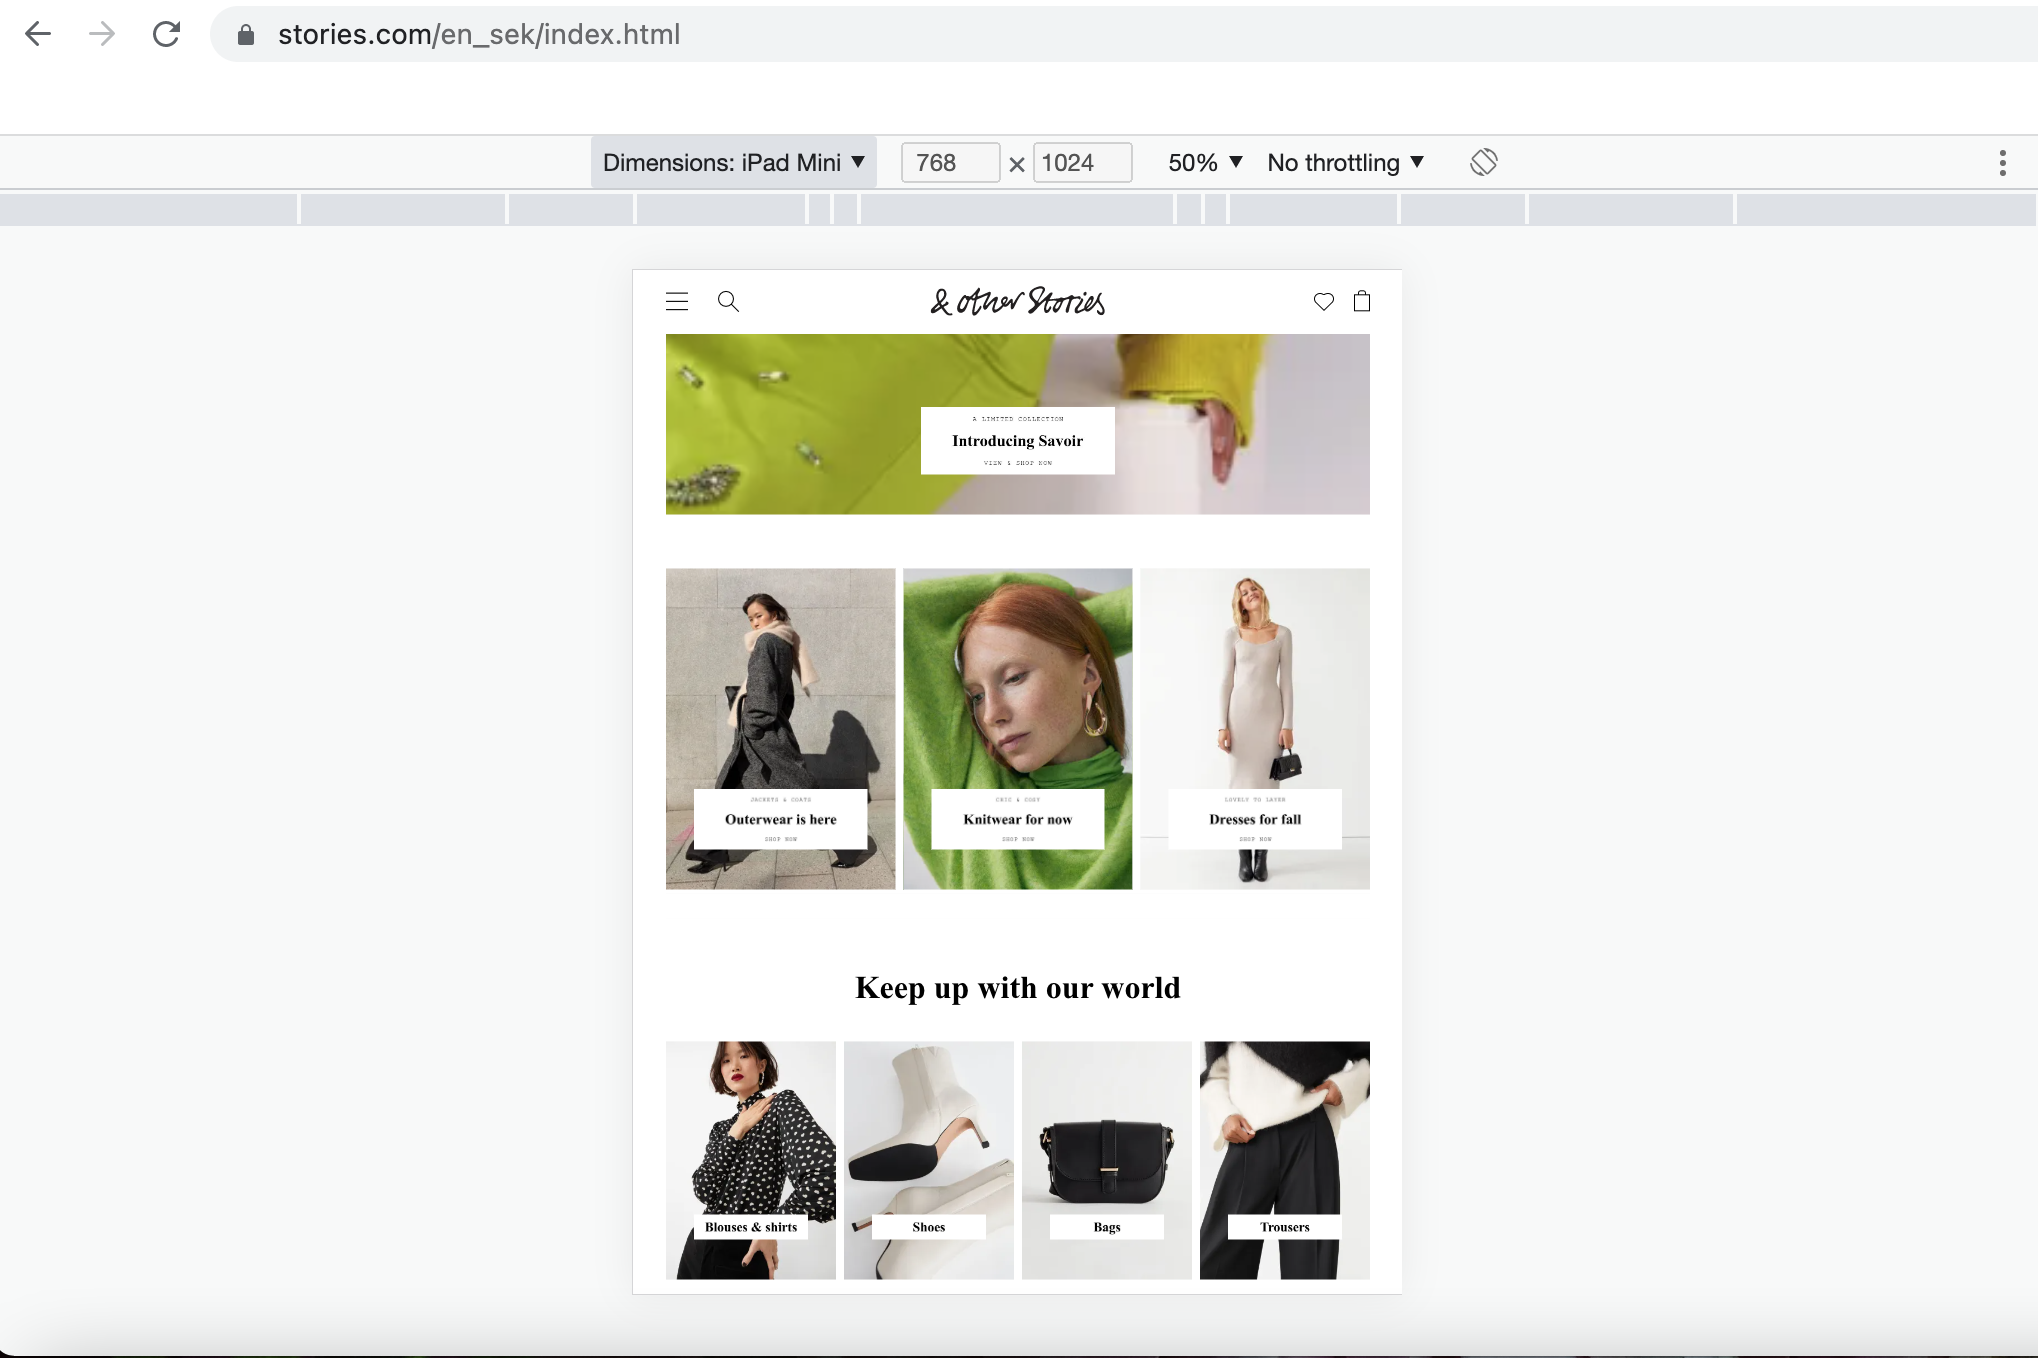 stories.com/en_sek/index.html
Dimensions: iPad Mini 768 × 1024 50% No throttling
& other Stories
A LIMITED COLLECTION
Introducing Savoir
VIEW & SHOP NOW
JACKETS & COATS
Outerwear is here
SHOP NOW
CHIC & COSY
Knitwear for now
SHOP NOW
LOVELY TO LAYER
Dresses for fall
SHOP NOW
Keep up with our world
Blouses & shirts
Shoes
Bags
Trousers